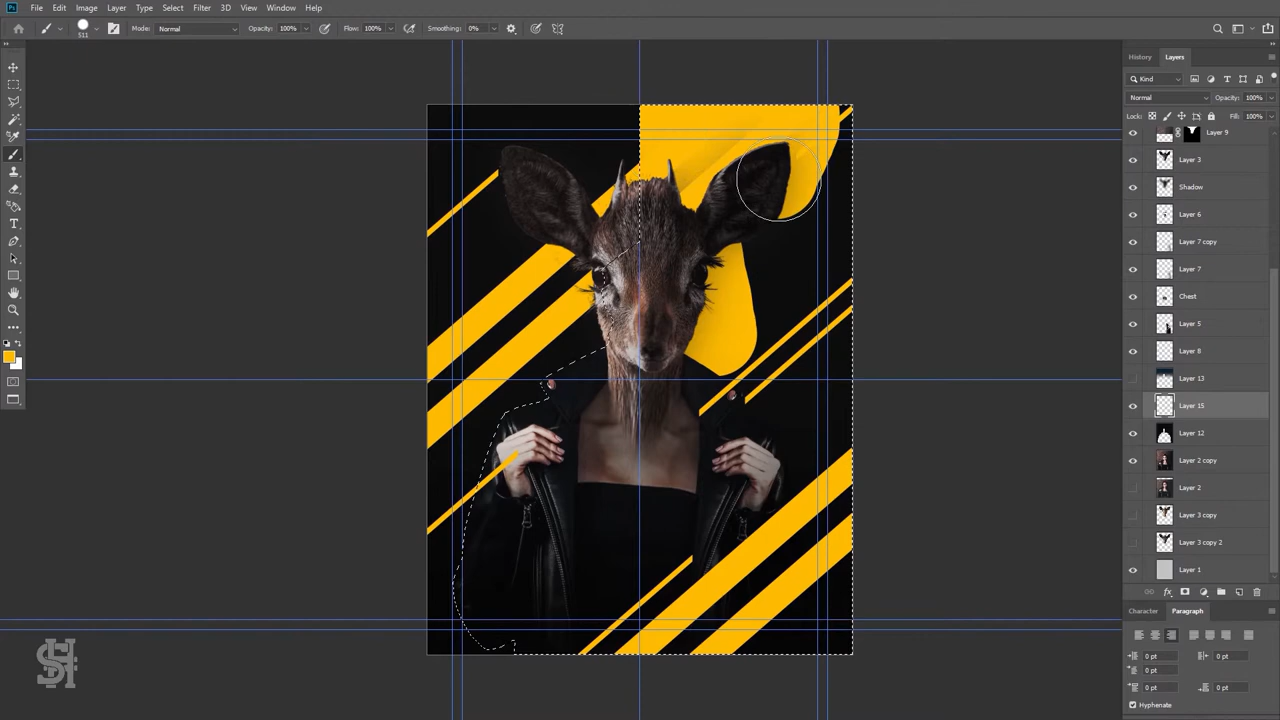 Ps File Edit Image Layer Type Select Filter 3D View Window Help
511 Mode: Normal Opacity: 100% Flow: 100% Smoothing: 0%
History Layers
Kind
Normal Opacity: 100%
Lock: Fill: 100%
Layer 9
Layer 3
Shadow
Layer 6
Layer 7 copy
Layer 7
Chest
Layer 5
Layer 8
Layer 13
Layer 15
Layer 12
Layer 2 copy
Layer 2
Layer 3 copy
Layer 3 copy 2
Layer 1
fx
Character Paragraph
0 pt 0 pt
0 pt
0 pt 0 pt
Hyphenate